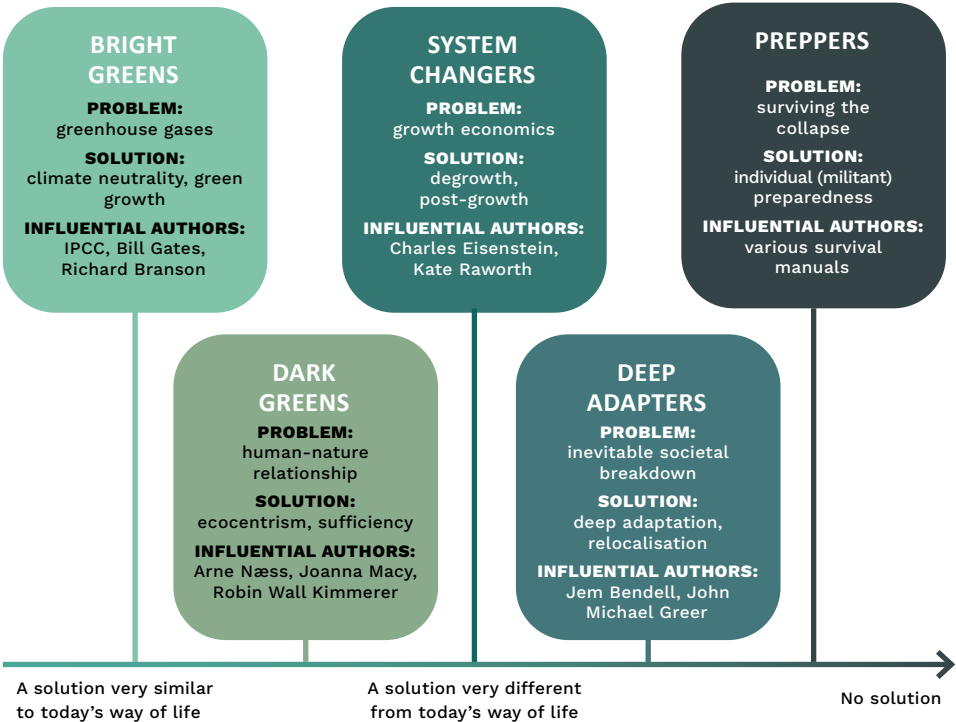 BRIGHT
GREENS
PROBLEM:
greenhouse gases
SOLUTION:
climate neutrality, green
growth
INFLUENTIAL AUTHORS:
IPCC, Bill Gates,
Richard Branson
SYSTEM
CHANGERS
PROBLEM:
growth economics
SOLUTION:
degrowth,
post-growth
INFLUENTIAL AUTHORS:
Charles Eisenstein,
Kate Raworth
PREPPERS
PROBLEM:
surviving the
collapse
SOLUTION:
individual (militant)
preparedness
INFLUENTIAL AUTHORS:
various survival
manuals
DARK
GREENS
PROBLEM:
human-nature
relationship
SOLUTION:
ecocentrism, sufficiency
INFLUENTIAL AUTHORS:
Arne Næss, Joanna Macy,
Robin Wall Kimmerer
DEEP
ADAPTERS
PROBLEM:
inevitable societal
breakdown
SOLUTION:
deep adaptation,
relocalisation
INFLUENTIAL AUTHORS:
Jem Bendell, John
Michael Greer
A solution very similar
to today’s way of life
A solution very different
from today’s way of life
No solution